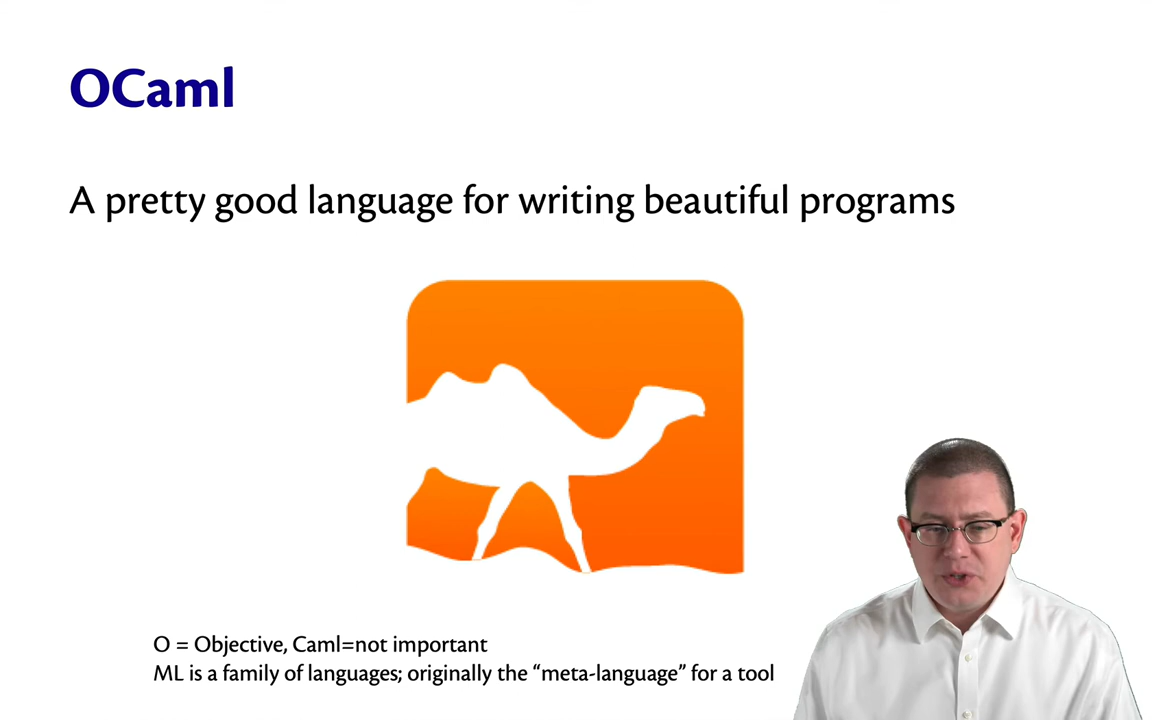 OCaml
A pretty good language for writing beautiful programs
O = Objective, Caml=not important
ML is a family of languages; originally the “meta-language” for a tool